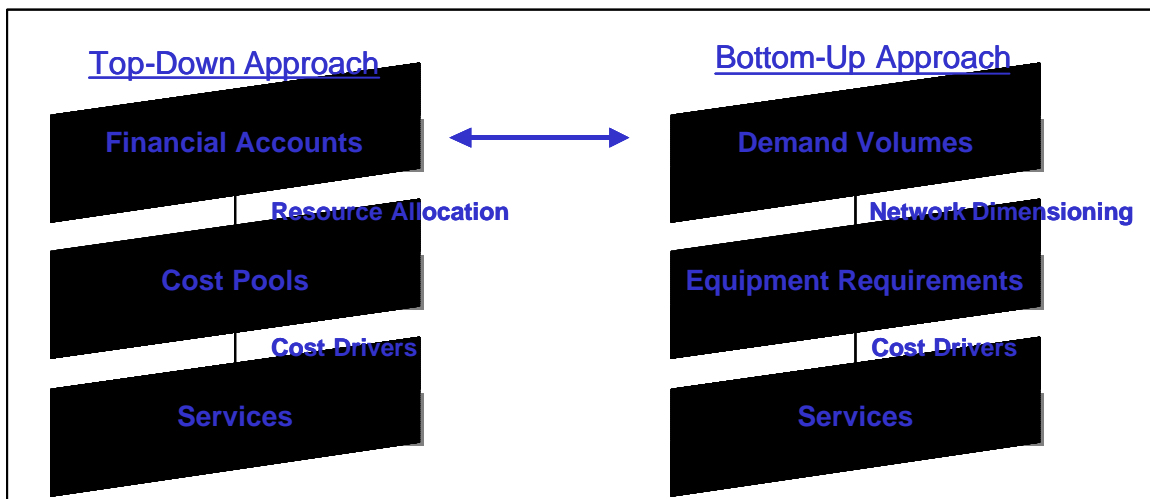 Top-Down Approach
Financial Accounts
Resource Allocation
Cost Pools
Cost Drivers
Services
Bottom-Up Approach
Demand Volumes
Network Dimensioning
Equipment Requirements
Cost Drivers
Services